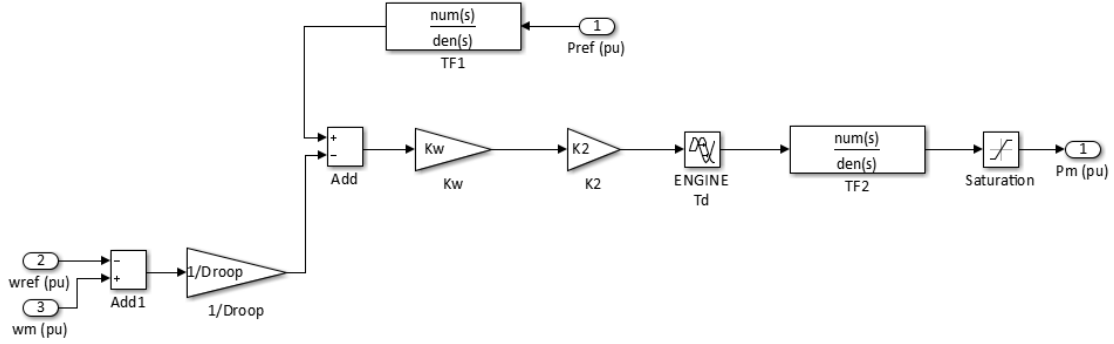 num(s)
den(s)
TF1
1
Pref (pu)
+
−
Add
Kw
Kw
K2
K2
ENGINE
Td
num(s)
den(s)
TF2
Saturation
1
Pm (pu)
2
wref (pu)
3
wm (pu)
−
+
Add1
1/Droop
1/Droop